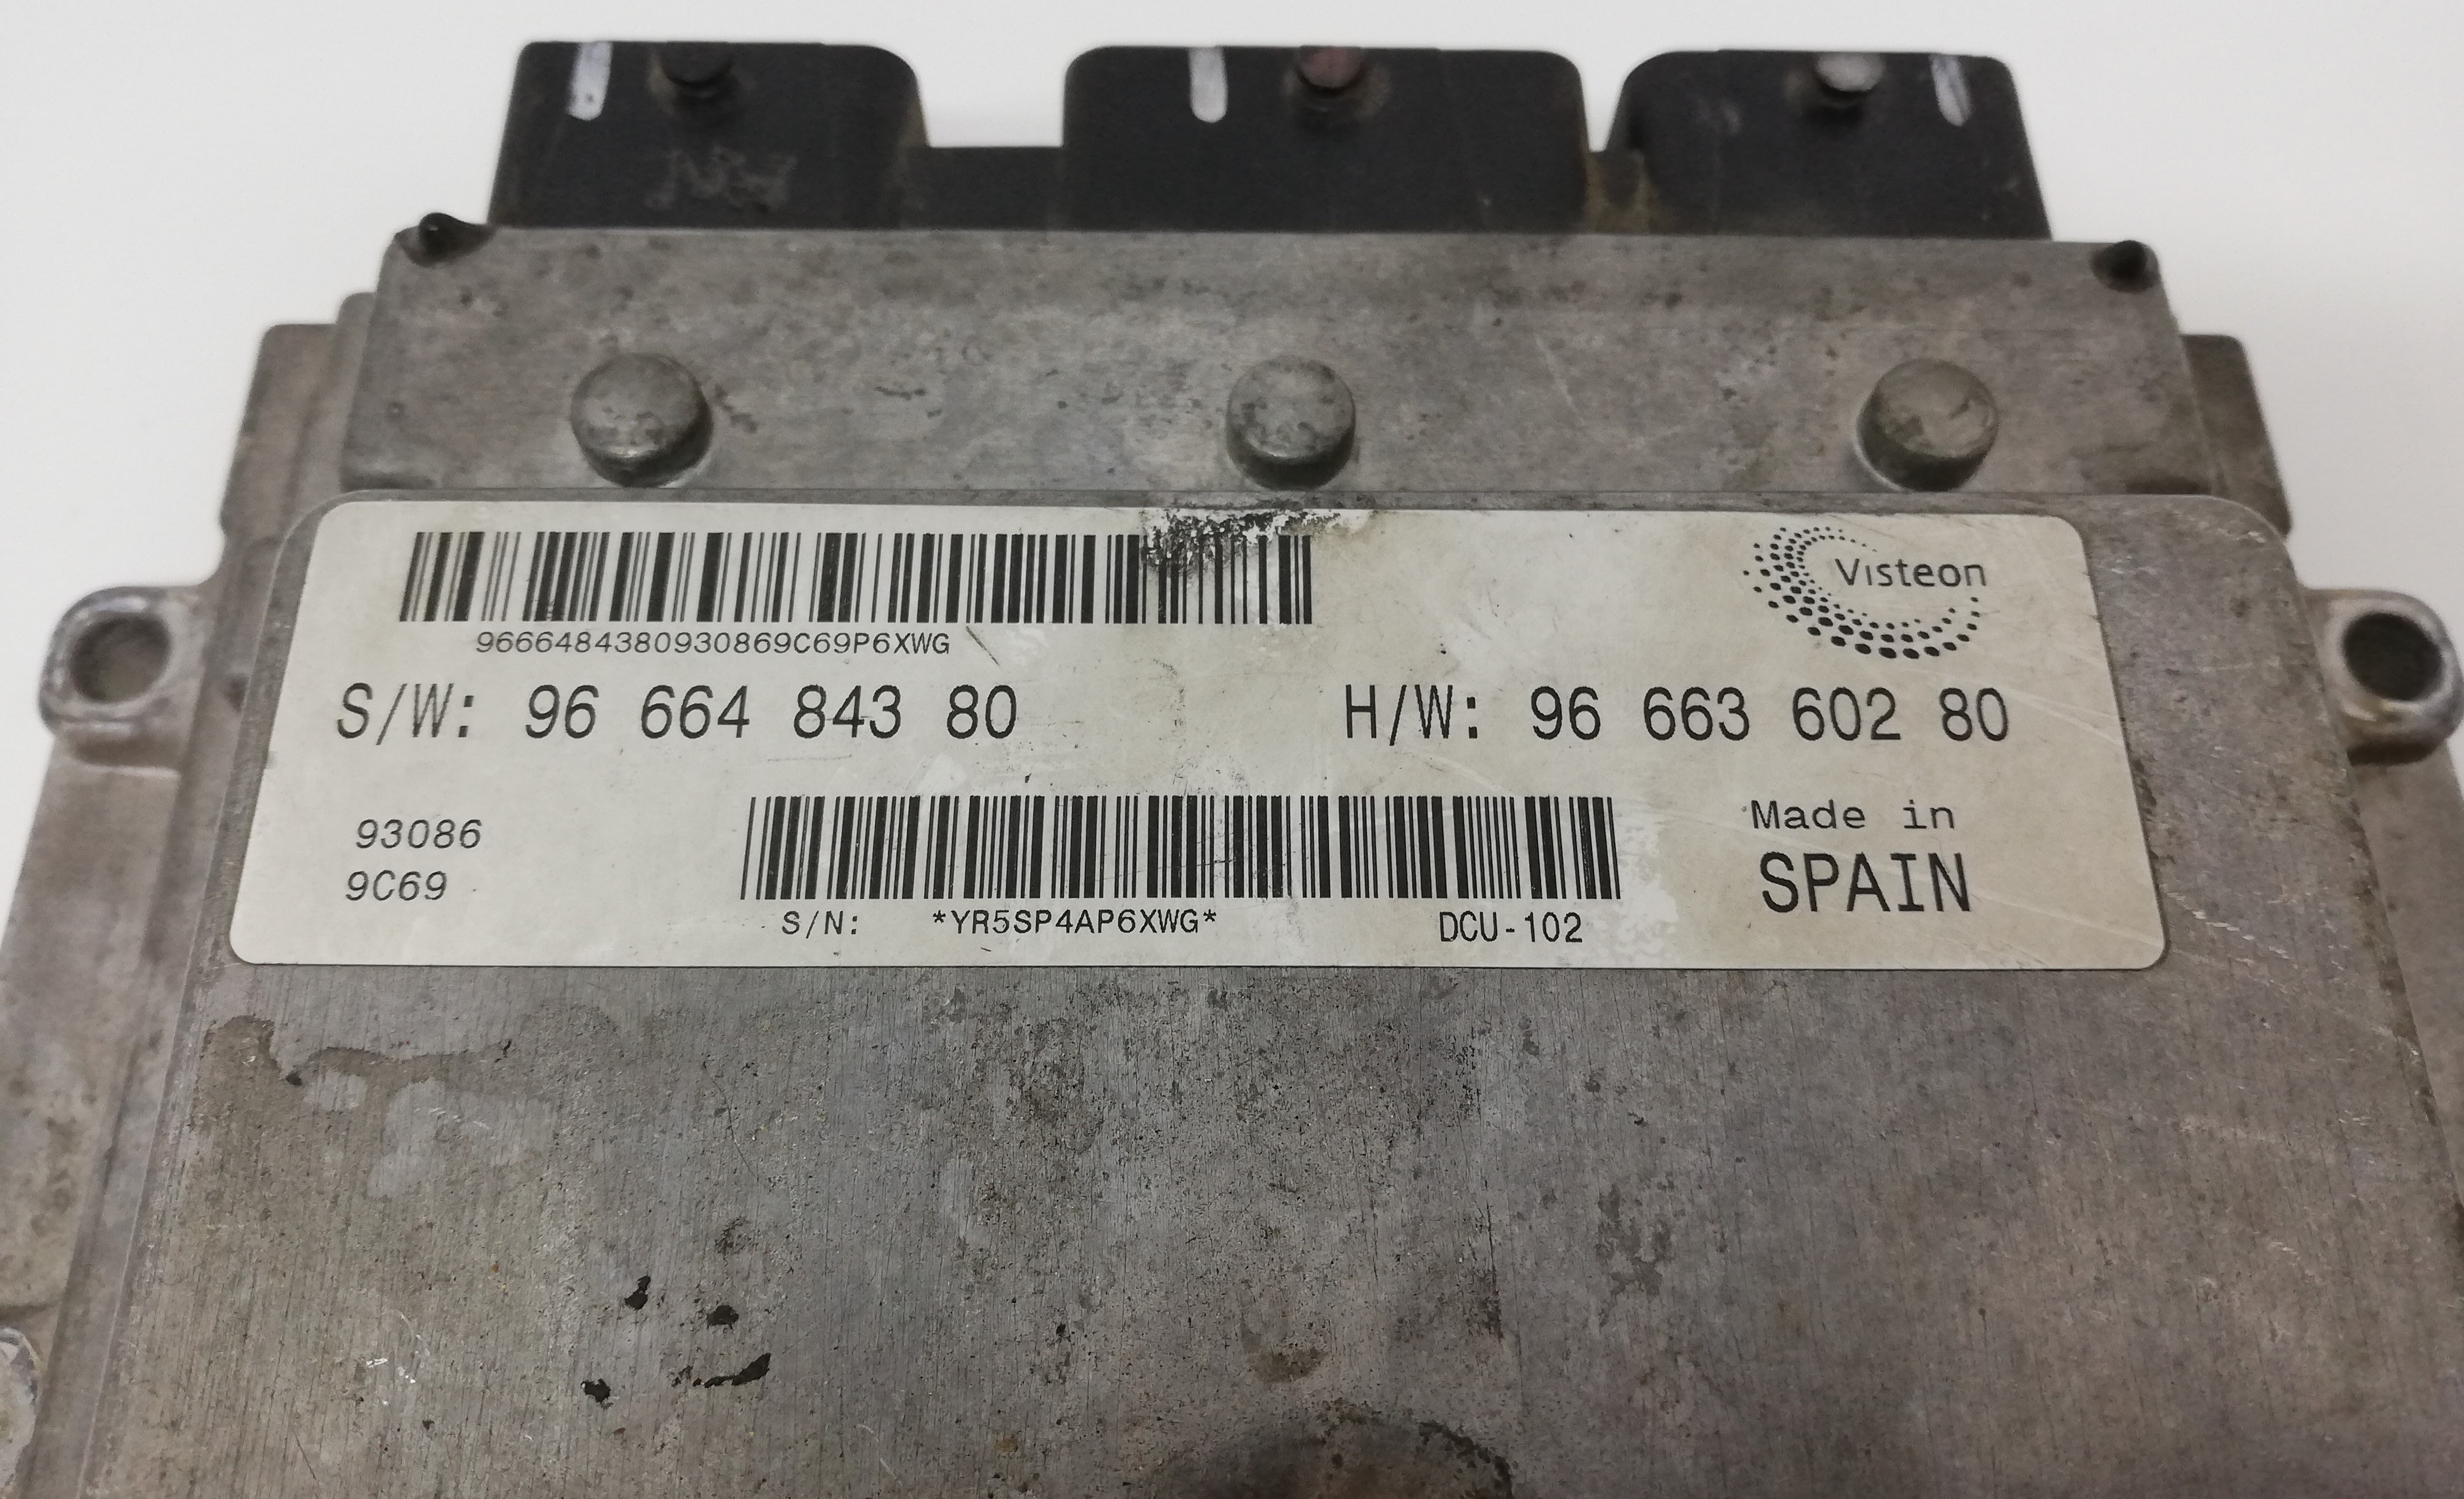 Visteon
9666484380930869C69P6XWG
S/W: 96 664 843 80
H/W: 96 663 602 80
93086
9C69
S/N: *YR5SP4AP6XWG*
DCU-102
Made in
SPAIN